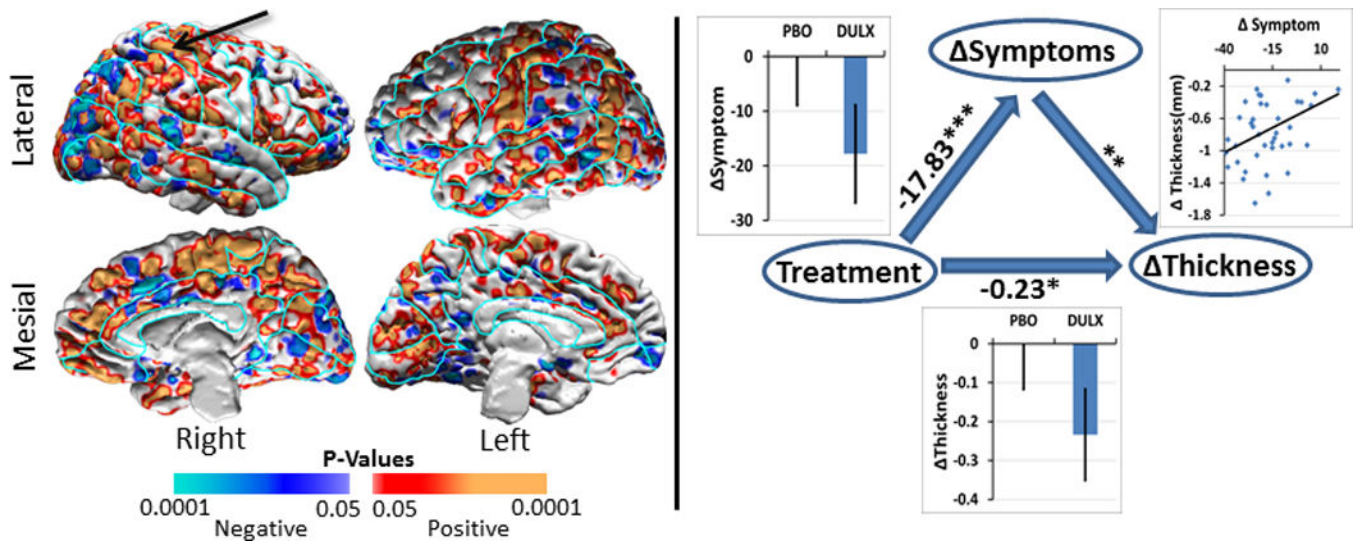 Lateral
Mesial
Right
Left
P-Values
0.0001
0.05
0.05
0.0001
Negative
Positive
PBO
DULX
0
-10
-20
-30
ΔSymptom
ΔSymptoms
-17.83***
**
Treatment
-0.23*
ΔThickness
Δ Symptom
-40
-15
10
-0.2
-0.6
-1
-1.4
-1.8
Δ Thickness(mm)
PBO
DULX
0
-0.1
-0.2
-0.3
-0.4
ΔThickness